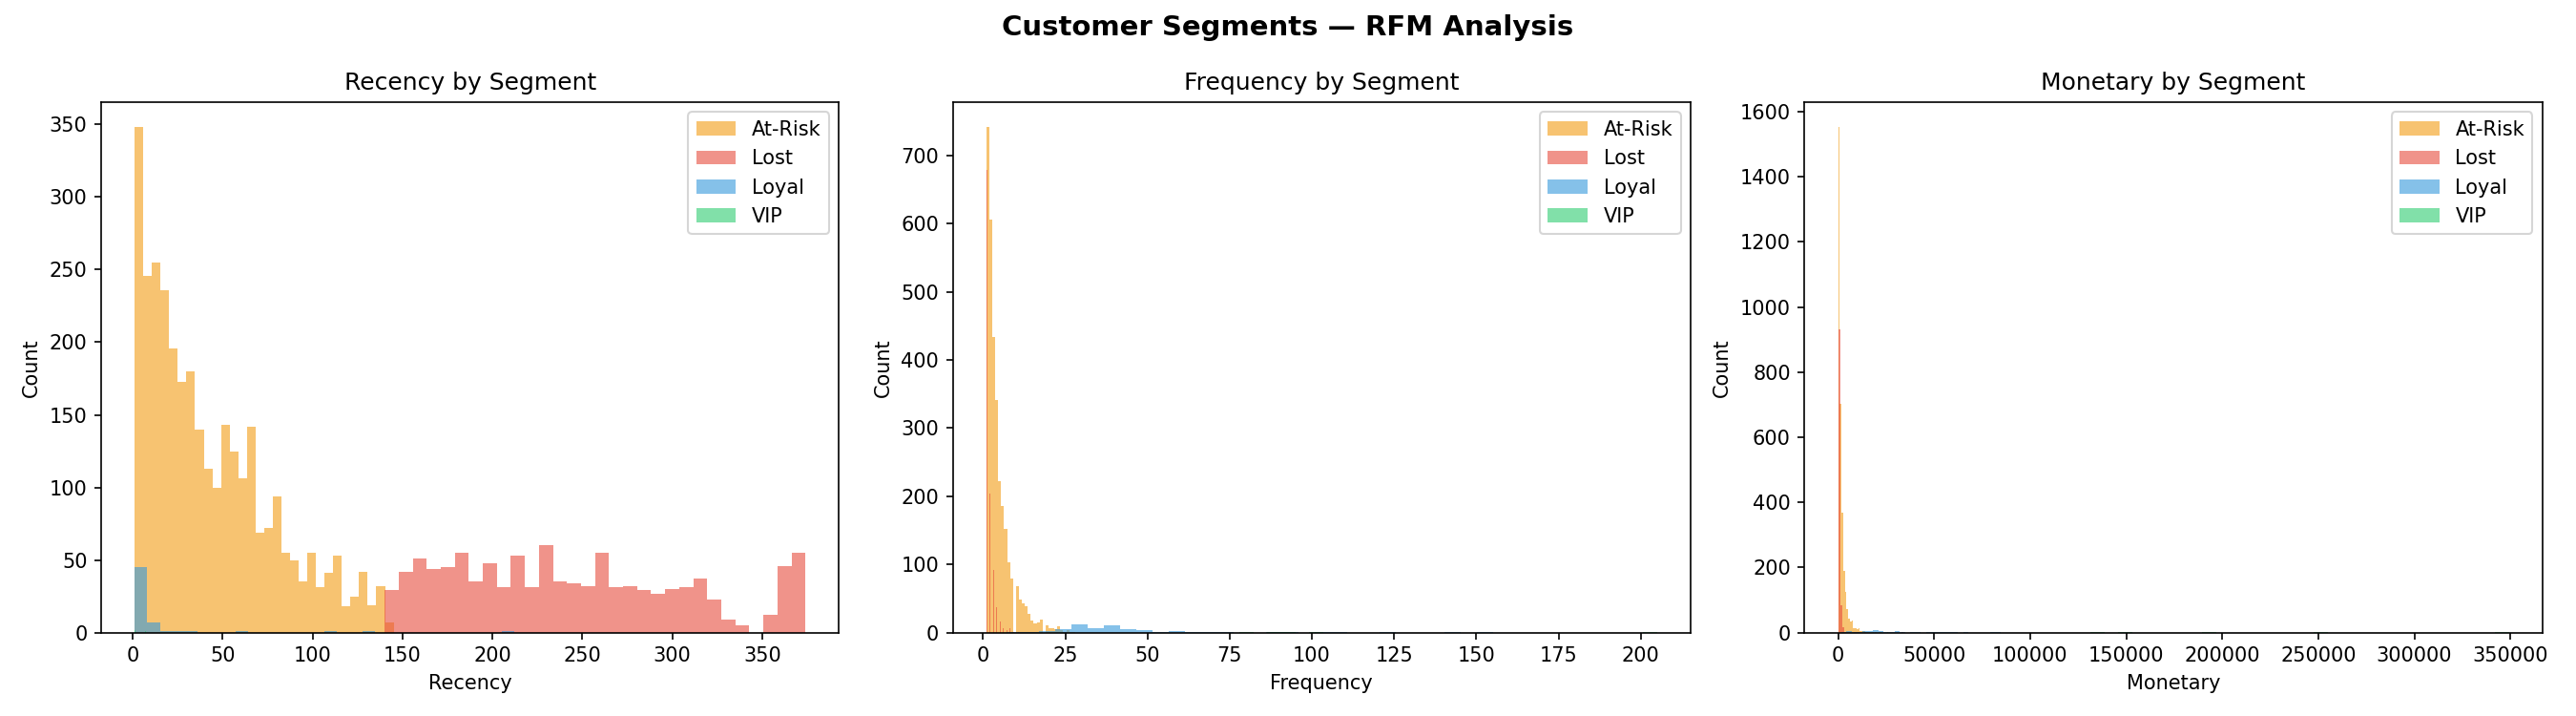 Customer Segments — RFM Analysis
Recency by Segment
350
300
250
200
150
100
50
0
Count
0 50 100 150 200 250 300 350
Recency
At-Risk
Lost
Loyal
VIP
Frequency by Segment
700
600
500
400
300
200
100
0
Count
0 25 50 75 100 125 150 175 200
Frequency
At-Risk
Lost
Loyal
VIP
Monetary by Segment
1600
1400
1200
1000
800
600
400
200
0
Count
0 50000 100000 150000 200000 250000 300000 350000
Monetary
At-Risk
Lost
Loyal
VIP